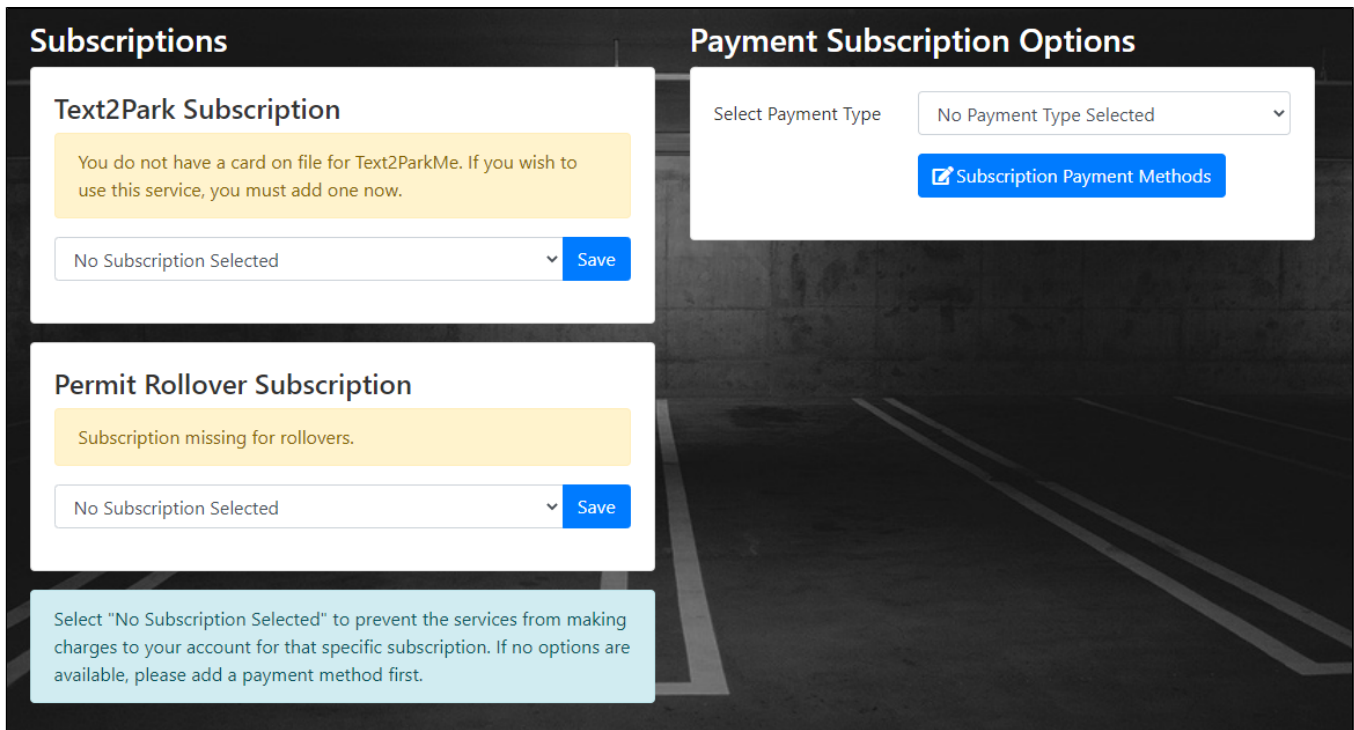 Subscriptions
Text2Park Subscription
You do not have a card on file for Text2ParkMe. If you wish to
use this service, you must add one now.
No Subscription Selected
Save
Permit Rollover Subscription
Subscription missing for rollovers.
No Subscription Selected
Save
Select "No Subscription Selected" to prevent the services from making
charges to your account for that specific subscription. If no options are
available, please add a payment method first.
Payment Subscription Options
Select Payment Type
No Payment Type Selected
Subscription Payment Methods